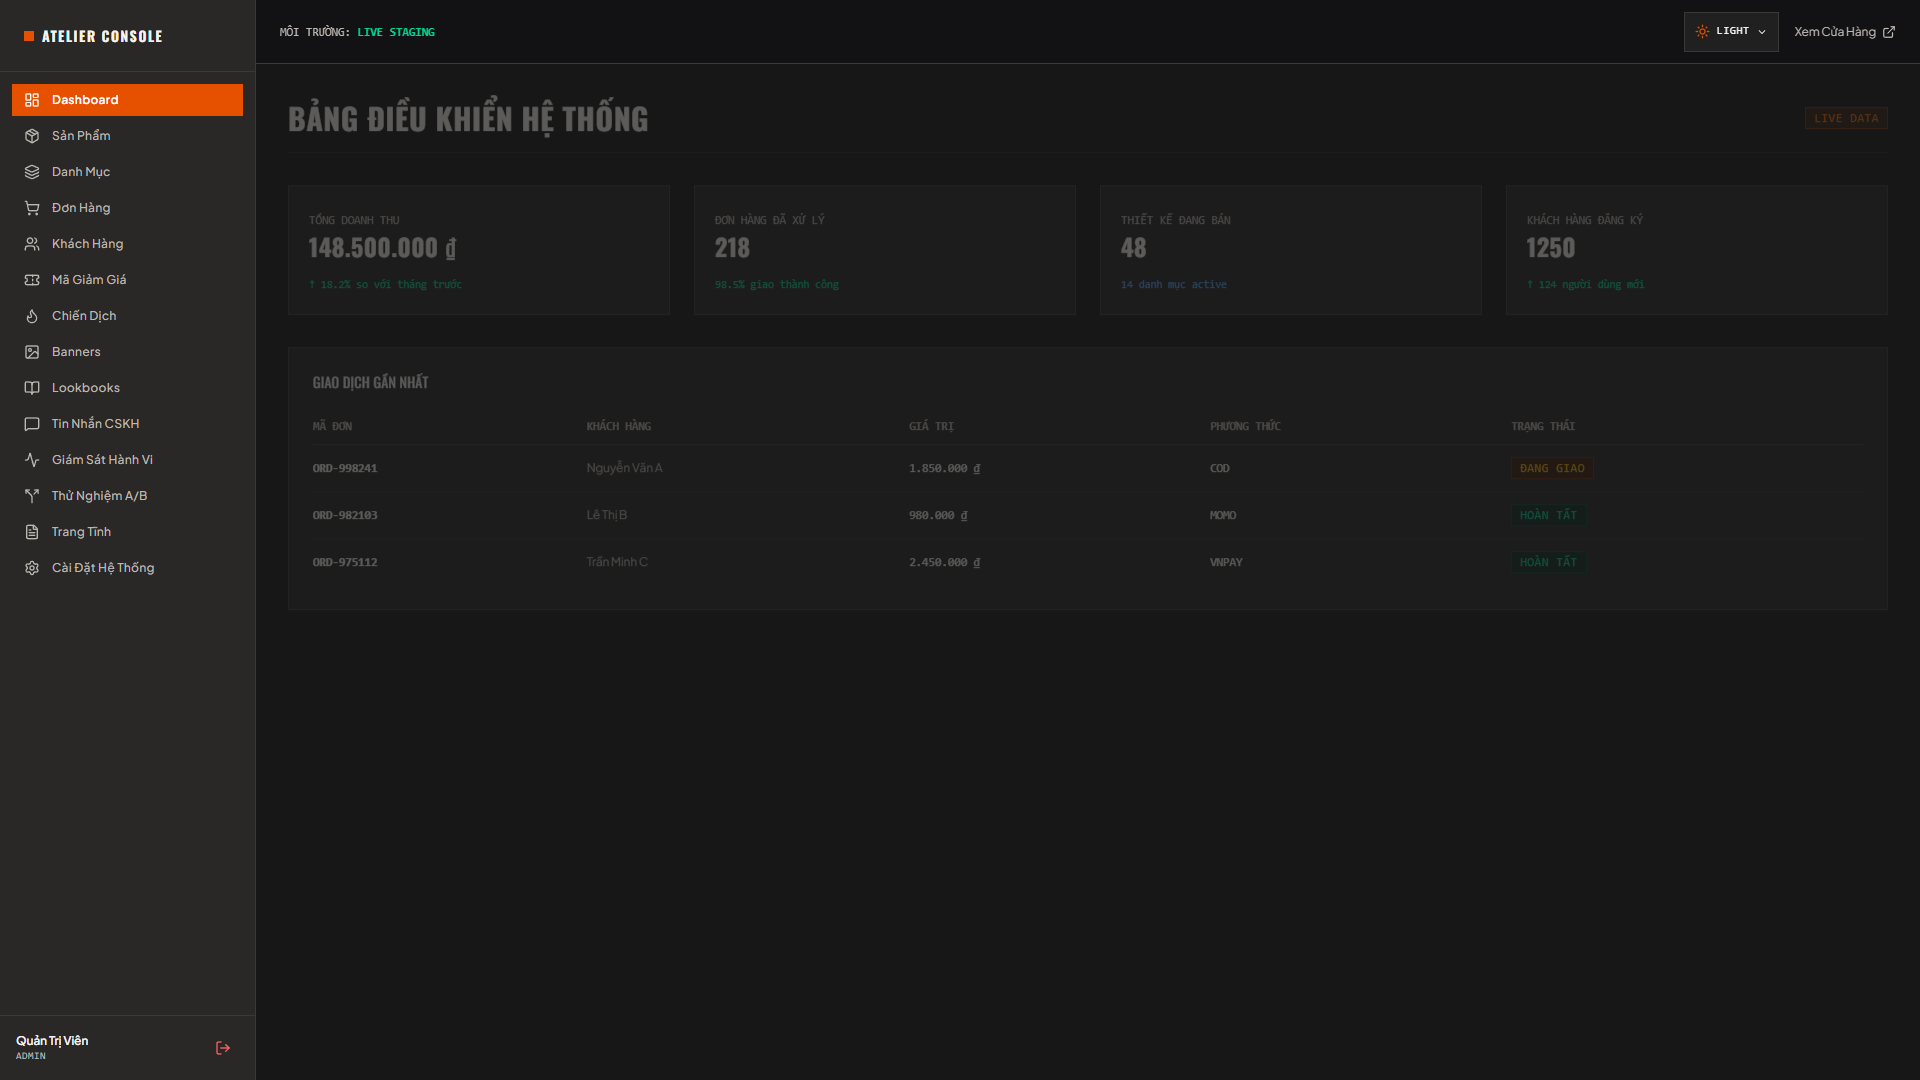 ATELIER CONSOLE
Dashboard
Sản Phẩm
Danh Mục
Đơn Hàng
Khách Hàng
Mã Giảm Giá
Chiến Dịch
Banners
Lookbooks
Tin Nhắn CSKH
Giám Sát Hành Vi
Thử Nghiệm A/B
Trang Tĩnh
Cài Đặt Hệ Thống
Quản Trị Viên
ADMIN
MÔI TRƯỜNG: LIVE STAGING
LIGHT
Xem Cửa Hàng
BẢNG ĐIỀU KHIỂN HỆ THỐNG
LIVE DATA
TỔNG DOANH THU
148.500.000 ₫
↑ 18.2% so với tháng trước
ĐƠN HÀNG ĐÃ XỬ LÝ
218
98.5% giao thành công
THIẾT KẾ ĐANG BÁN
48
14 danh mục active
KHÁCH HÀNG ĐĂNG KÝ
1250
↑ 124 người dùng mới
GIAO DỊCH GẦN NHẤT
MÃ ĐƠN KHÁCH HÀNG GIÁ TRỊ PHƯƠNG THỨC TRẠNG THÁI
ORD-998241 Nguyễn Văn A 1.850.000 ₫ COD ĐANG GIAO
ORD-982103 Lê Thị B 980.000 ₫ MOMO HOÀN TẤT
ORD-975112 Trần Minh C 2.450.000 ₫ VNPAY HOÀN TẤT